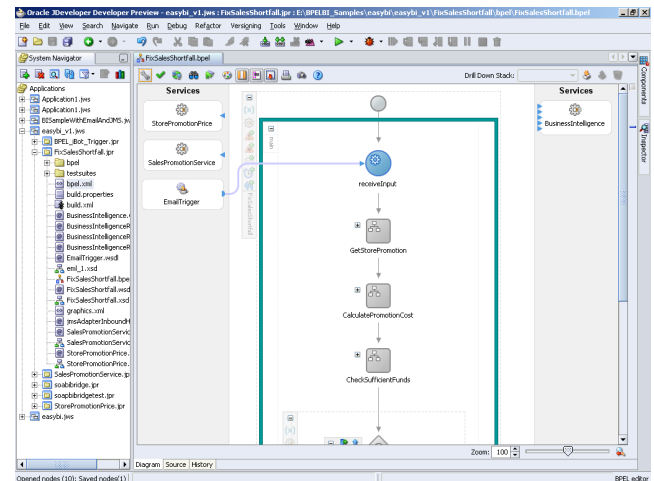 Oracle JDeveloper Developer Preview - easybi_v1.jws : FixSalesShortfall.jpr : E:\BPELBI_Samples\easybi\easybi_v1\FixSalesShortfall\bpel\FixSalesShortfall.bpel
File Edit View Search Navigate Run Debug Refactor Versioning Tools Window Help
System Navigator
FixSalesShortfall.bpel
Drill Down Stack:
Applications
Application1.jws
Application1.jws
BISampleWithEmailAndJMS.jw
easybi_v1.jws
BPEL_iBot_Trigger.jpr
FixSalesShortfall.jpr
bpel
testsuites
bpel.xml
build.properties
build.xml
BusinessIntelligence.
BusinessIntelligenceR
BusinessIntelligenceR
BusinessIntelligenceR
EmailTrigger.wsdl
eml_1.xsd
FixSalesShortfall.bpe
FixSalesShortfall.wsd
FixSalesShortfall.xsd
graphics.xml
jmsAdapterInboundH
SalesPromotionServic
SalesPromotionServic
StorePromotionPrice.
StorePromotionPrice.
SalesPromotionService.jp
soabibridge.jpr
soapbibridgetest.jpr
StorePromotionPrice.jpr
easybi.jws
Services
StorePromotionPrice
SalesPromotionService
EmailTrigger
FixSalesShortfall
main
receiveInput
GetStorePromotion
CalculatePromotionCost
CheckSufficientFunds
Services
BusinessIntelligence
Components
Inspector
Zoom: 100
Diagram Source History
Opened nodes (10); Saved nodes(1)
BPEL editor